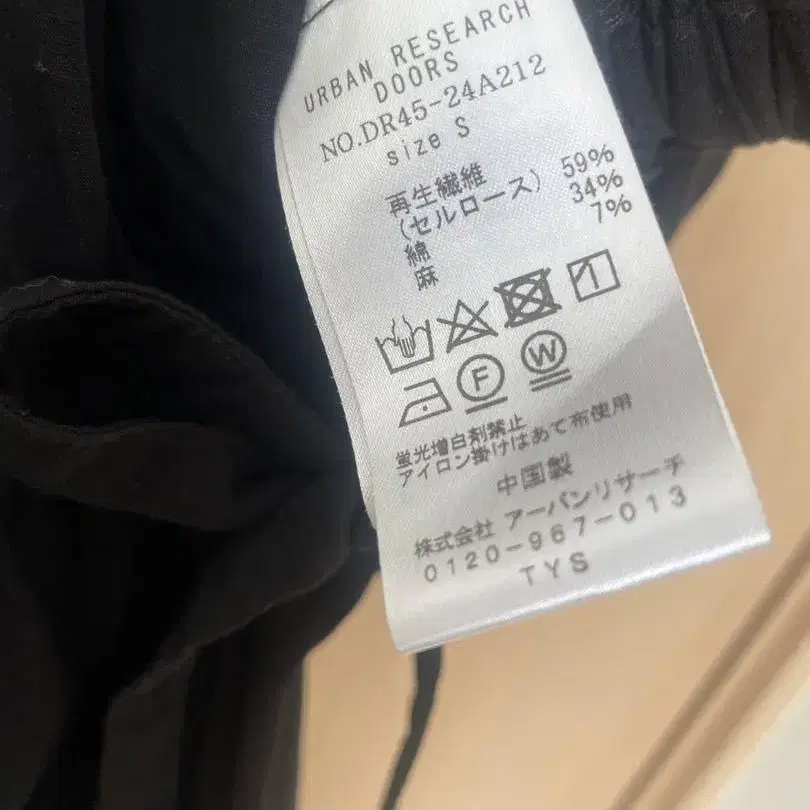 URBAN RESEARCH
DOORS
NO.DR45-24A212
size S
再生繊維
(セルロース) 59%
綿 34%
麻 7%
F W
蛍光増白剤禁止
アイロン掛けはあて布使用
中国製
株式会社 アーバンリサーチ
0120-967-013
TYS